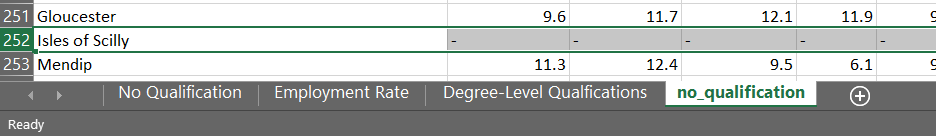 251 Gloucester 9.6 11.7 12.1 11.9 9
252 Isles of Scilly - - - - -
253 Mendip 11.3 12.4 9.5 6.1 9
No Qualification Employment Rate Degree-Level Qualfications no_qualification
Ready